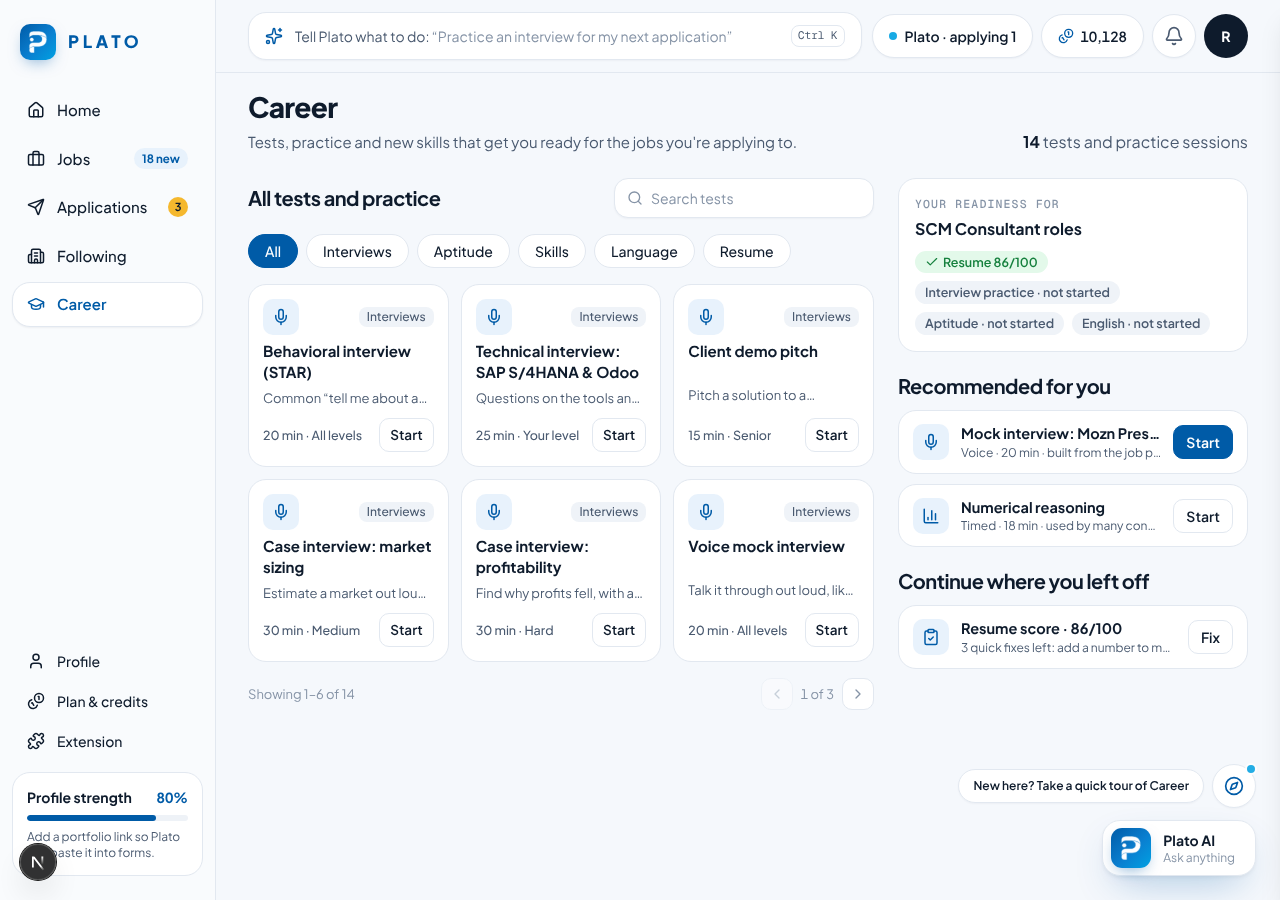 PLATO
Home
Jobs
18 new
Applications
3
Following
Career
Profile
Plan & credits
Extension
Profile strength 80%
Add a portfolio link so Plato
paste it into forms.
N
Tell Plato what to do: “Practice an interview for my next application”
Ctrl K
Plato · applying 1
10,128
R
Career
Tests, practice and new skills that get you ready for the jobs you're applying to.
14 tests and practice sessions
All tests and practice
Search tests
All
Interviews
Aptitude
Skills
Language
Resume
Interviews
Behavioral interview
(STAR)
Common “tell me about a...
20 min · All levels
Start
Interviews
Technical interview:
SAP S/4HANA & Odoo
Questions on the tools an...
25 min · Your level
Start
Interviews
Client demo pitch
Pitch a solution to a...
15 min · Senior
Start
Interviews
Case interview: market
sizing
Estimate a market out lou...
30 min · Medium
Start
Interviews
Case interview:
profitability
Find why profits fell, with a...
30 min · Hard
Start
Interviews
Voice mock interview
Talk it through out loud, lik...
20 min · All levels
Start
Showing 1–6 of 14
1 of 3
YOUR READINESS FOR
SCM Consultant roles
Resume 86/100
Interview practice · not started
Aptitude · not started
English · not started
Recommended for you
Mock interview: Mozn Pres...
Voice · 20 min · built from the job p...
Start
Numerical reasoning
Timed · 18 min · used by many con...
Start
Continue where you left off
Resume score · 86/100
3 quick fixes left: add a number to m...
Fix
New here? Take a quick tour of Career
Plato AI
Ask anything